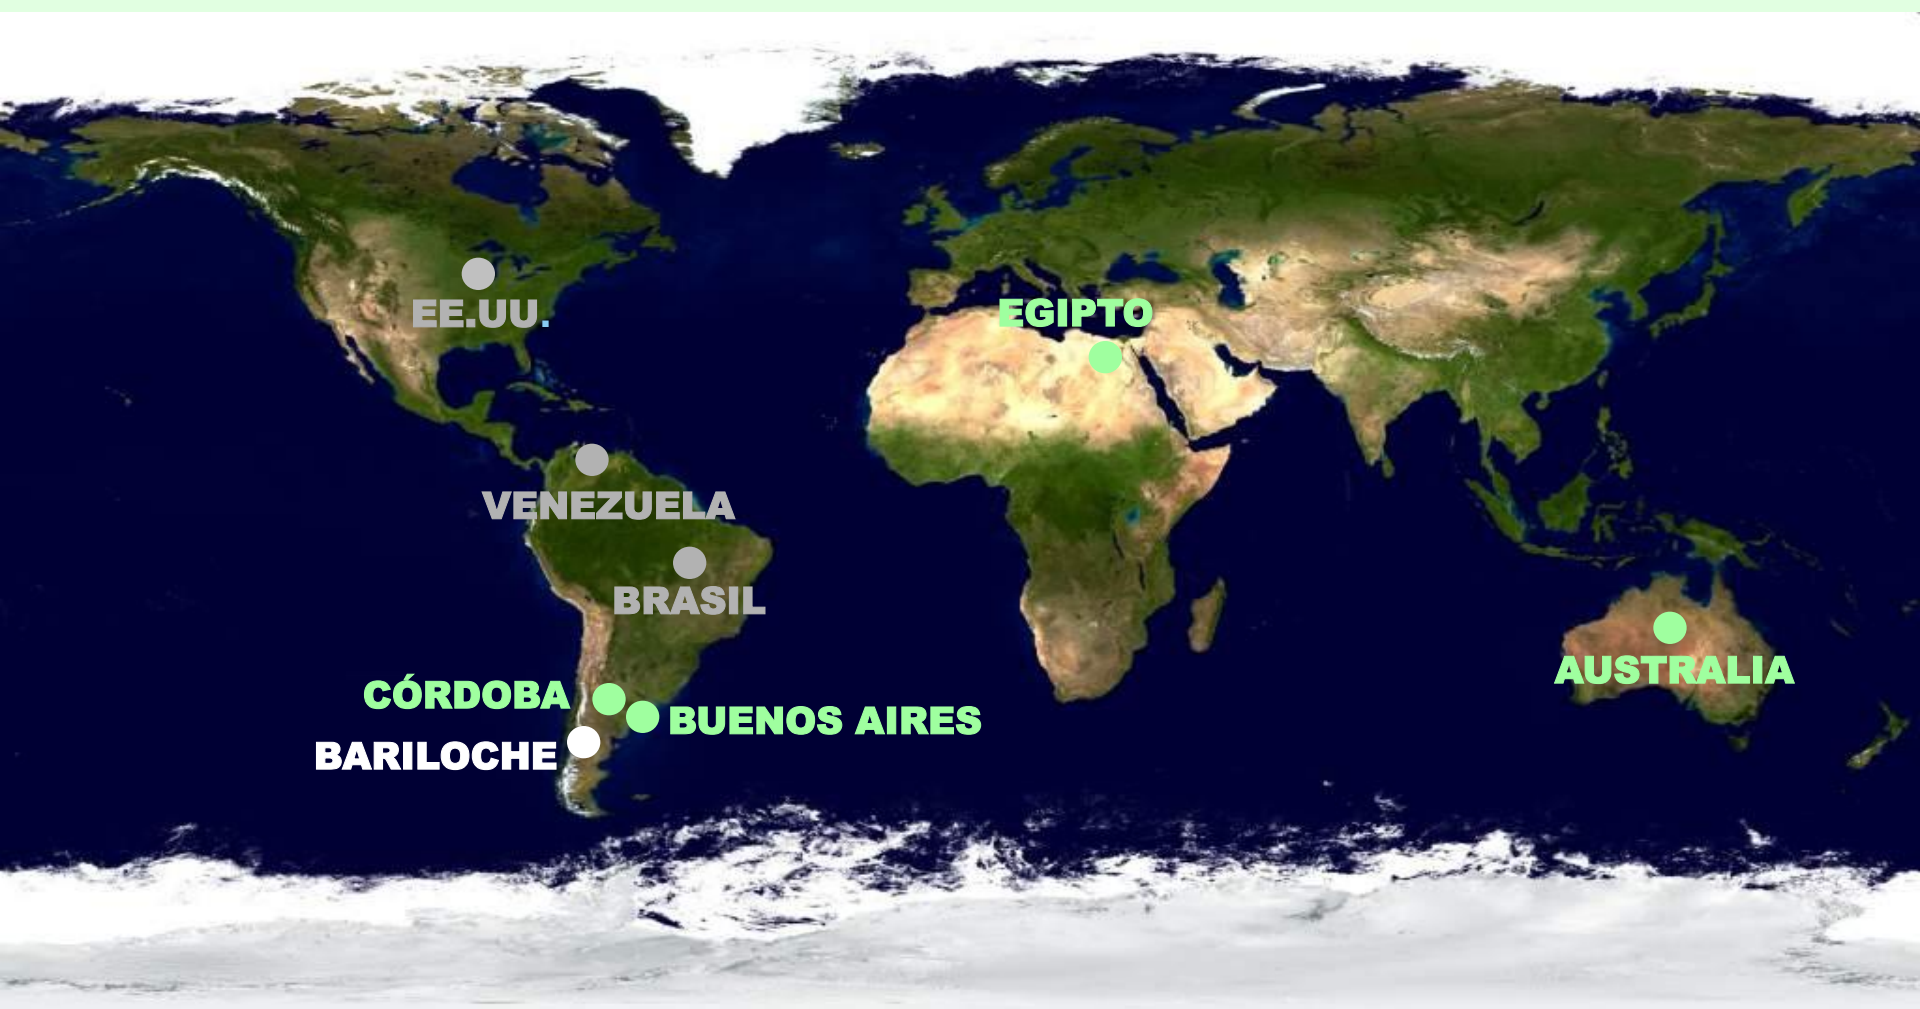 EE.UU.
EGIPTO
VENEZUELA
BRASIL
AUSTRALIA
CÓRDOBA
BUENOS AIRES
BARILOCHE